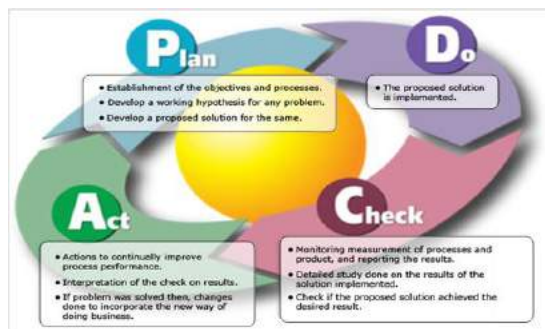 Plan
• Establishment of the objectives and processes.
• Develop a working hypothesis for any problem.
• Develop a proposed solution for the same.
Do
• The proposed solution
is implemented.
Act
• Actions to continually improve
process performance.
• Interpretation of the check on results.
• If problem was solved then, changes
done to incorporate the new way of
doing business.
Check
• Monitoring measurement of processes and
product, and reporting the results.
• Detailed study done on the results of the
solution implemented.
• Check if the proposed solution achieved the
desired result.